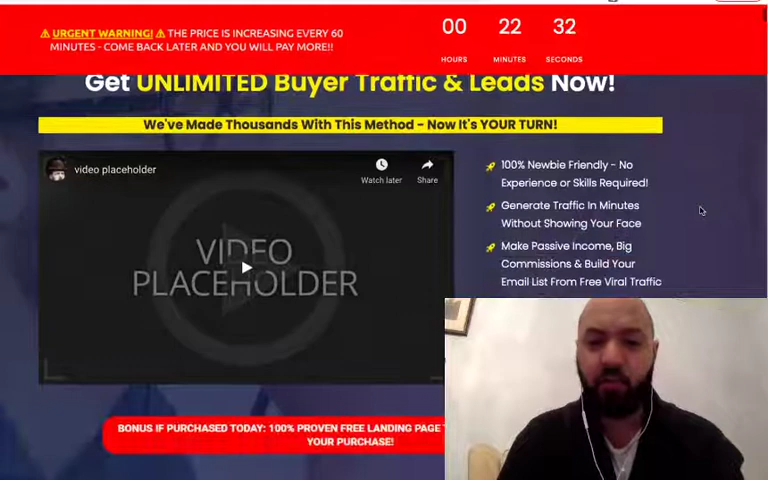 ⚠ URGENT WARNING! ⚠ THE PRICE IS INCREASING EVERY 60
MINUTES - COME BACK LATER AND YOU WILL PAY MORE!!
00 22 32
HOURS MINUTES SECONDS
Get UNLIMITED Buyer Traffic & Leads Now!
We've Made Thousands With This Method - Now It's YOUR TURN!
video placeholder
Watch later Share
VIDEO
PLACEHOLDER
100% Newbie Friendly - No
Experience or Skills Required!
Generate Traffic In Minutes
Without Showing Your Face
Make Passive Income, Big
Commissions & Build Your
Email List From Free Viral Traffic
BONUS IF PURCHASED TODAY: 100% PROVEN FREE LANDING PAGE
YOUR PURCHASE!